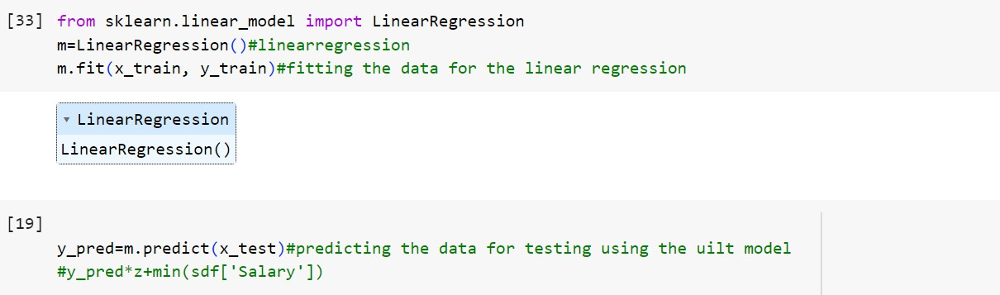 [33] from sklearn.linear_model import LinearRegression
m=LinearRegression()#linearregression
m.fit(x_train, y_train)#fitting the data for the linear regression
▾ LinearRegression
LinearRegression()
[19]
y_pred=m.predict(x_test)#predicting the data for testing using the uilt model
#y_pred*z+min(sdf['Salary'])